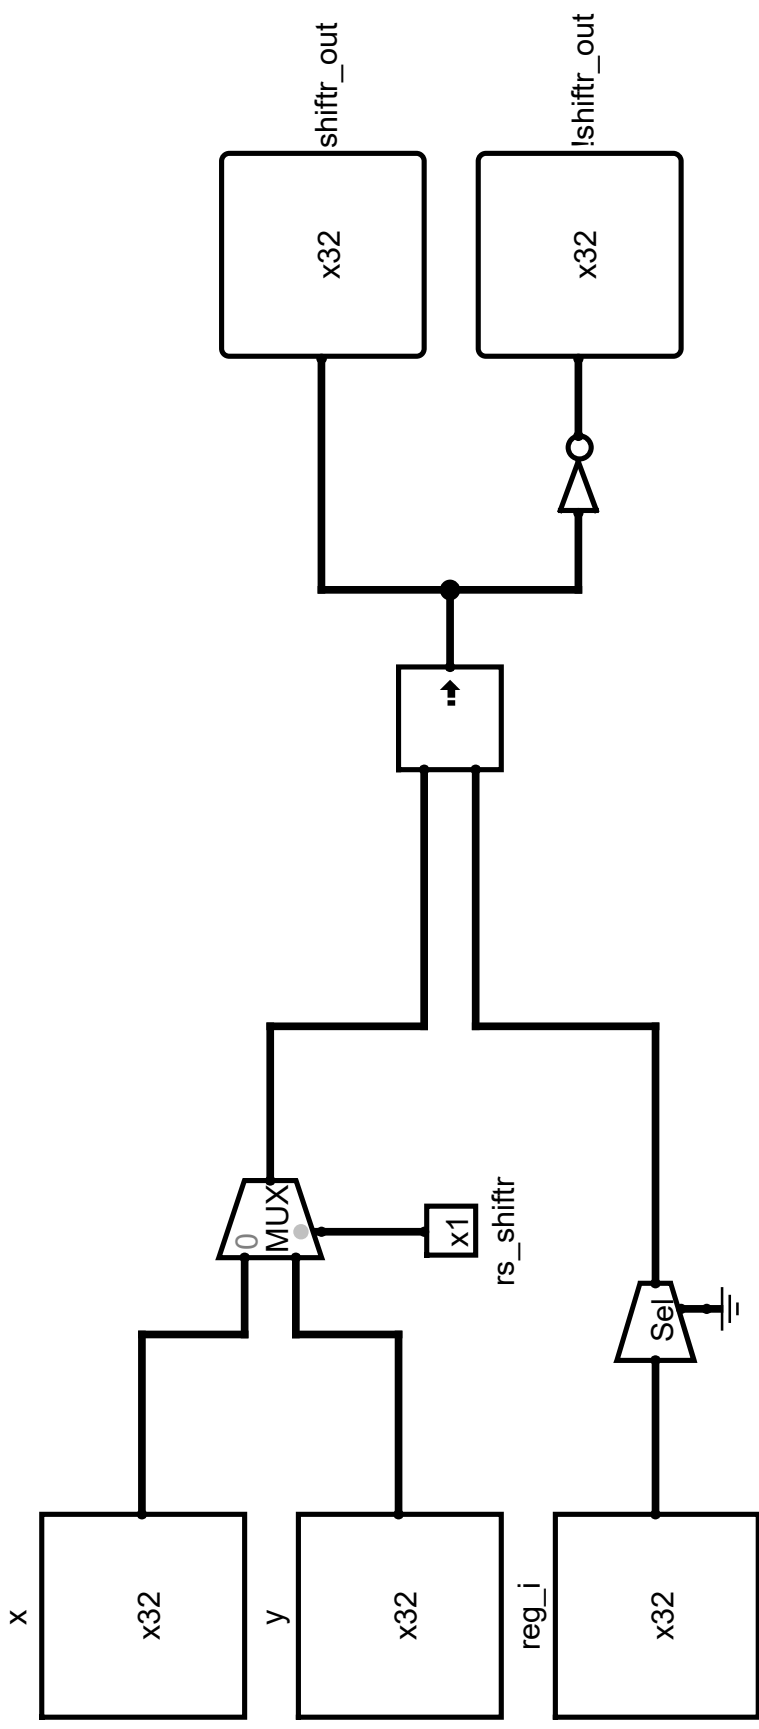 shiftr_out
x32
!shiftr_out
x32
0
MUX
x1
rs_shiftr
Sel
x
x32
y
x32
reg_i
x32